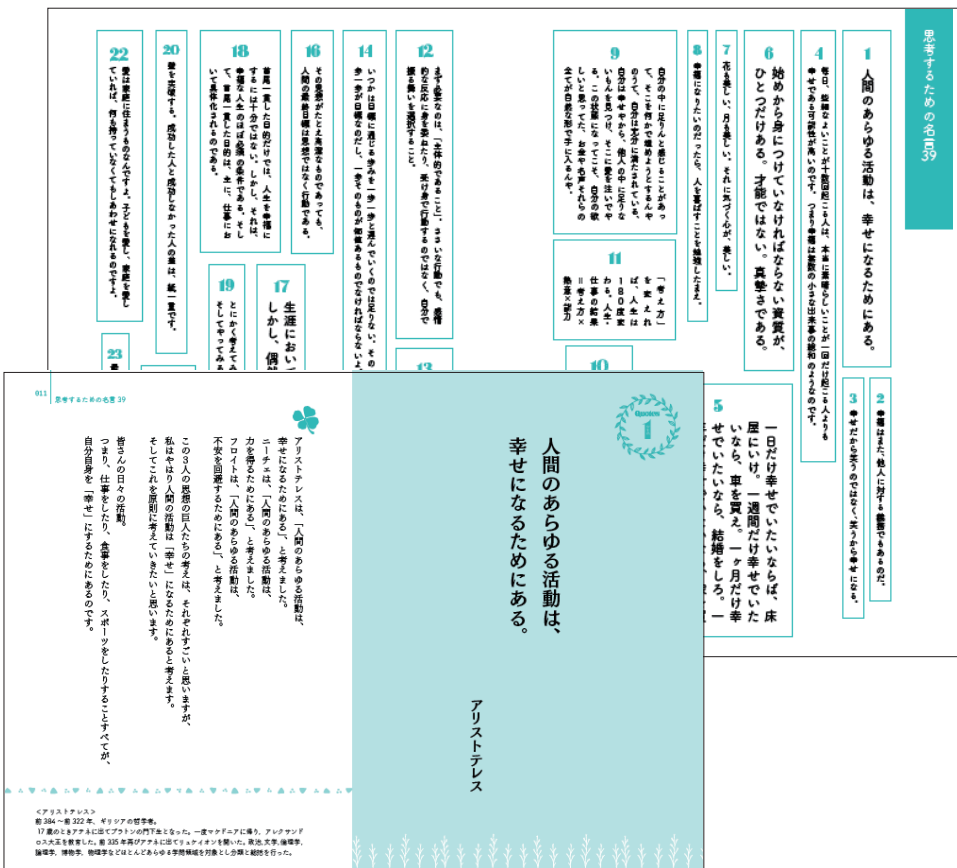 思考するための名言39
1
人間のあらゆる活動は、幸せになるためにある。
2
幸福はまた、他人に対する義務でもあるのだ。
3
幸せだから笑うのではなく、笑うから幸せになる。
4
毎日、些細なよいことが十数回起こる人は、本当に素晴らしいことが一回だけ起こる人よりも
幸せである可能性が高いのです。つまり幸福は無数の小さな出来事の総和のようなのです。
5
一日だけ幸せでいたいならば、床
屋にいけ。一週間だけ幸せでいた
いなら、車を買え。一ヶ月だけ幸
せでいたいなら、結婚をしろ。一
6
始めから身につけていなければならない資質が、
ひとつだけある。才能ではない。真摯さである。
7
花も美しい、月も美しい、それに気づく心が、美しい。
8
幸福になりたいのだったら、人を喜ばすことを勉強したまえ。
9
自分の中に足りんと感じることがあっ
て、そこを何かで埋めようとするんや
のうて、自分は充分に満たされている、
自分は幸せやから、他人の中に足りな
いもんを見つけ、そこに愛を注いでや
る。この状態になってこそ、自分の欲
しいと思ってた、お金や名声それらの
全てが自然な形で手に入るんや。
10
11
「考え方」
を変えれ
ば、人生は
180度変
わる。人生・
仕事の結果
＝考え方×
熱意×能力
12
まず必要なのは、「主体的であること」。ささいな行動でも、感情
的な反応に身を委ねたり、受け身で行動するのではなく、自分で
振る舞いを選択すること。
13
14
いつかは目標に通じる歩みを一歩一歩と運んでいくのでは足りない。その
歩一歩が目標なのだし、一歩そのものが価値あるものでなければならないよ。
16
その思想がたとえ高潔なものであっても、
人間の最終目標は思想ではなく行動である。
17
生涯において
しかし、偶然
18
首尾一貫した目的だけでは、人生を幸福に
するには十分ではない。しかし、それは、
幸福な人生のほぼ必須の条件である。そし
て、首尾一貫した目的は、主に、仕事にお
いて具体化されるのである。
19
とにかく考えてみ
そしてやってみる
20
愛を突破する。成功した人と成功しなかった人の差は、紙一重です。
22
愛は家庭に住まうものなんですよ。子どもを愛し、家庭を愛し
ていれば、何も持っていなくてもしあわせになれるのですよ。
23
Quotes
1
人間のあらゆる活動は、
幸せになるためにある。
アリストテレス
011
思考するための名言39
アリストテレスは、「人間のあらゆる活動は、
幸せになるためにある」、と考えました。
ニーチェは、「人間のあらゆる活動は、
力を得るためにある」、と考えました。
フロイトは、「人間のあらゆる活動は、
不安を回避するためにある」、と考えました。
この3人の思想の巨人たちの考えは、それぞれすごいと思いますが、
私はやはり人間の活動は「幸せ」になるためにあると考えます。
そしてこれを原則に考えていきたいと思います。
皆さんの日々の活動。
つまり、仕事をしたり、食事をしたり、スポーツをしたりすることすべてが、
自分自身を「幸せ」にするためにあるのです。
＜アリストテレス＞
前384～前322年、ギリシアの哲学者。
17歳のときアテネに出てプラトンの門下生となった。一度マケドニアに帰り、アレクサンド
ロス大王を教育した。前335年再びアテネに出てリュケイオンを開いた。政治、文学、倫理学、
論理学、博物学、物理学などほとんどあらゆる学問領域を対象とし分類と総括を行った。